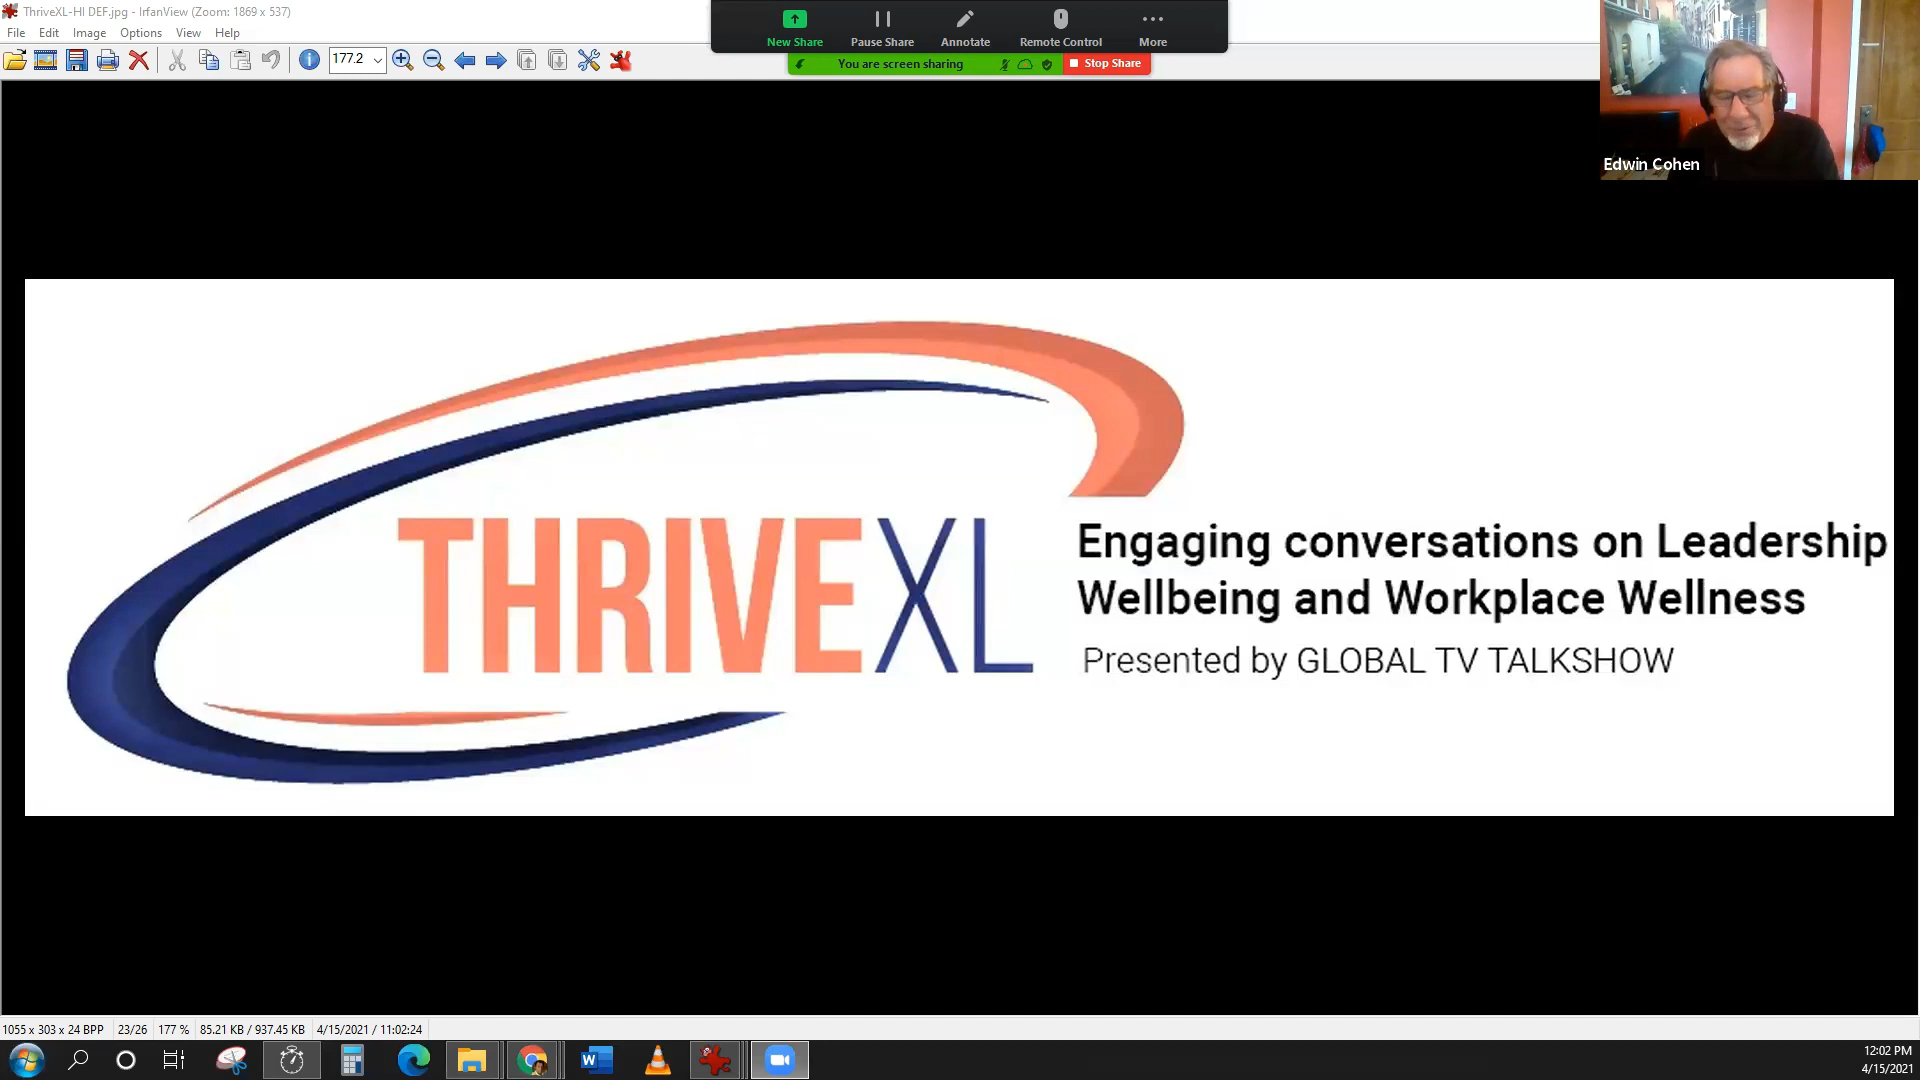 ThriveXL-HI DEF.jpg - IrfanView (Zoom: 1869 x 537)
File Edit Image Options View Help
177.2
New Share Pause Share Annotate Remote Control More
You are screen sharing Stop Share
Edwin Cohen
THRIVEXL
Engaging conversations on Leadership
Wellbeing and Workplace Wellness
Presented by GLOBAL TV TALKSHOW
1055 x 303 x 24 BPP 23/26 177 % 85.21 KB / 937.45 KB 4/15/2021 / 11:02:24
12:02 PM
4/15/2021